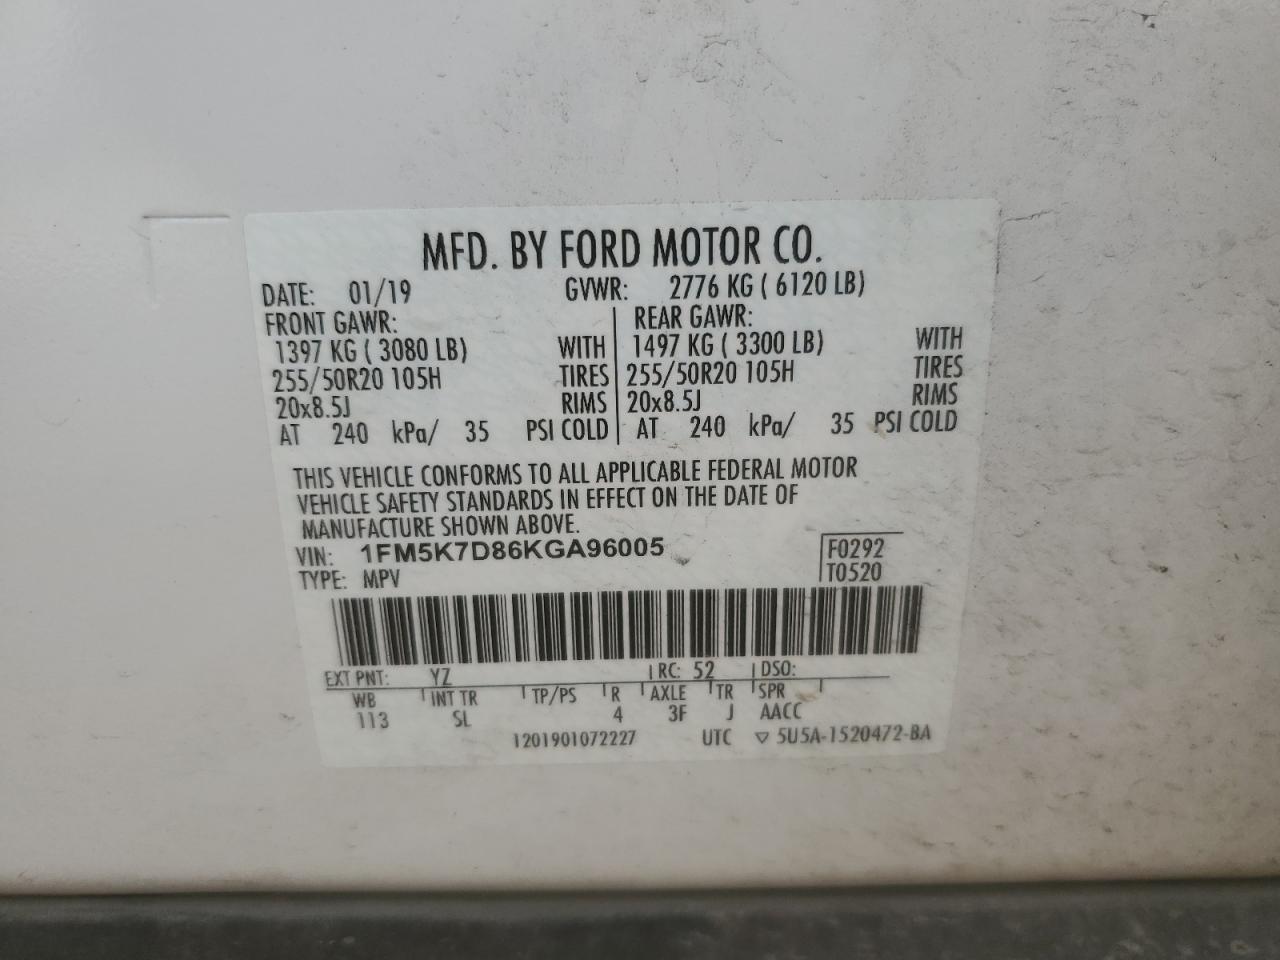 MFD. BY FORD MOTOR CO.
DATE: 01/19 GVWR: 2776 KG ( 6120 LB)
FRONT GAWR: REAR GAWR:
1397 KG ( 3080 LB) WITH 1497 KG ( 3300 LB) WITH
255/50R20 105H TIRES 255/50R20 105H TIRES
20x8.5J RIMS 20x8.5J RIMS
AT 240 kPa/ 35 PSI COLD AT 240 kPa/ 35 PSI COLD
THIS VEHICLE CONFORMS TO ALL APPLICABLE FEDERAL MOTOR
VEHICLE SAFETY STANDARDS IN EFFECT ON THE DATE OF
MANUFACTURE SHOWN ABOVE.
VIN: 1FM5K7D86KGA96005 F0292
TYPE: MPV T0520
EXT PNT: YZ RC: 52 DSO:
WB INT TR TP/PS R AXLE TR SPR
113 SL 4 3F J AACC
1201901072227 UTC ▽ 5U5A-1520472-BA